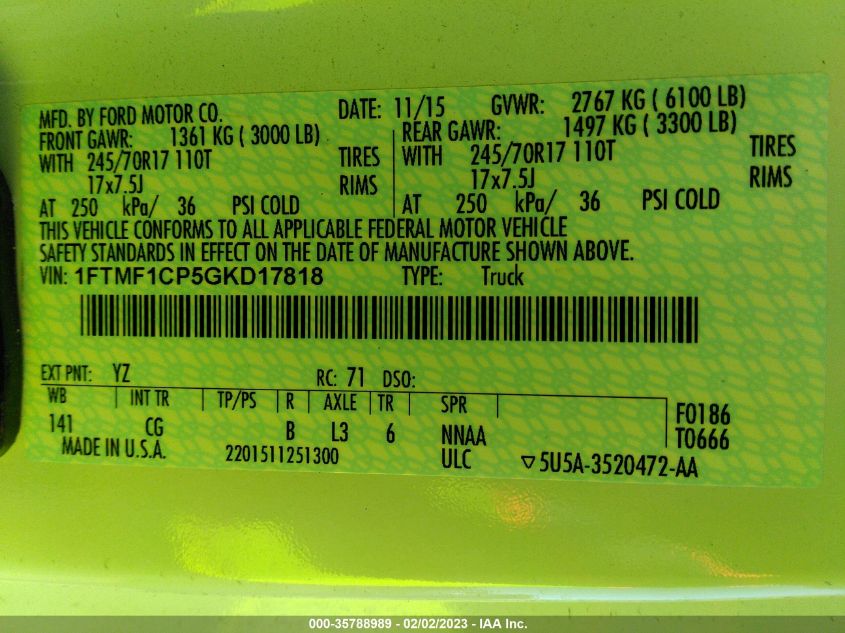 MFD. BY FORD MOTOR CO. DATE: 11/15 GVWR: 2767 KG ( 6100 LB)
FRONT GAWR: 1361 KG ( 3000 LB) REAR GAWR: 1497 KG ( 3300 LB)
WITH 245/70R17 110T TIRES WITH 245/70R17 110T TIRES
17x7.5J RIMS 17x7.5J RIMS
AT 250 kPa/ 36 PSI COLD AT 250 kPa/ 36 PSI COLD
THIS VEHICLE CONFORMS TO ALL APPLICABLE FEDERAL MOTOR VEHICLE
SAFETY STANDARDS IN EFFECT ON THE DATE OF MANUFACTURE SHOWN ABOVE.
VIN: 1FTMF1CP5GKD17818 TYPE: Truck
EXT PNT: YZ RC: 71 DSO:
WB INT TR TP/PS R AXLE TR SPR F0186
141 CG B L3 6 NNAA T0666
MADE IN U.S.A. 2201511251300 ULC ▽5U5A-3520472-AA
000-35788989 - 02/02/2023 - IAA Inc.